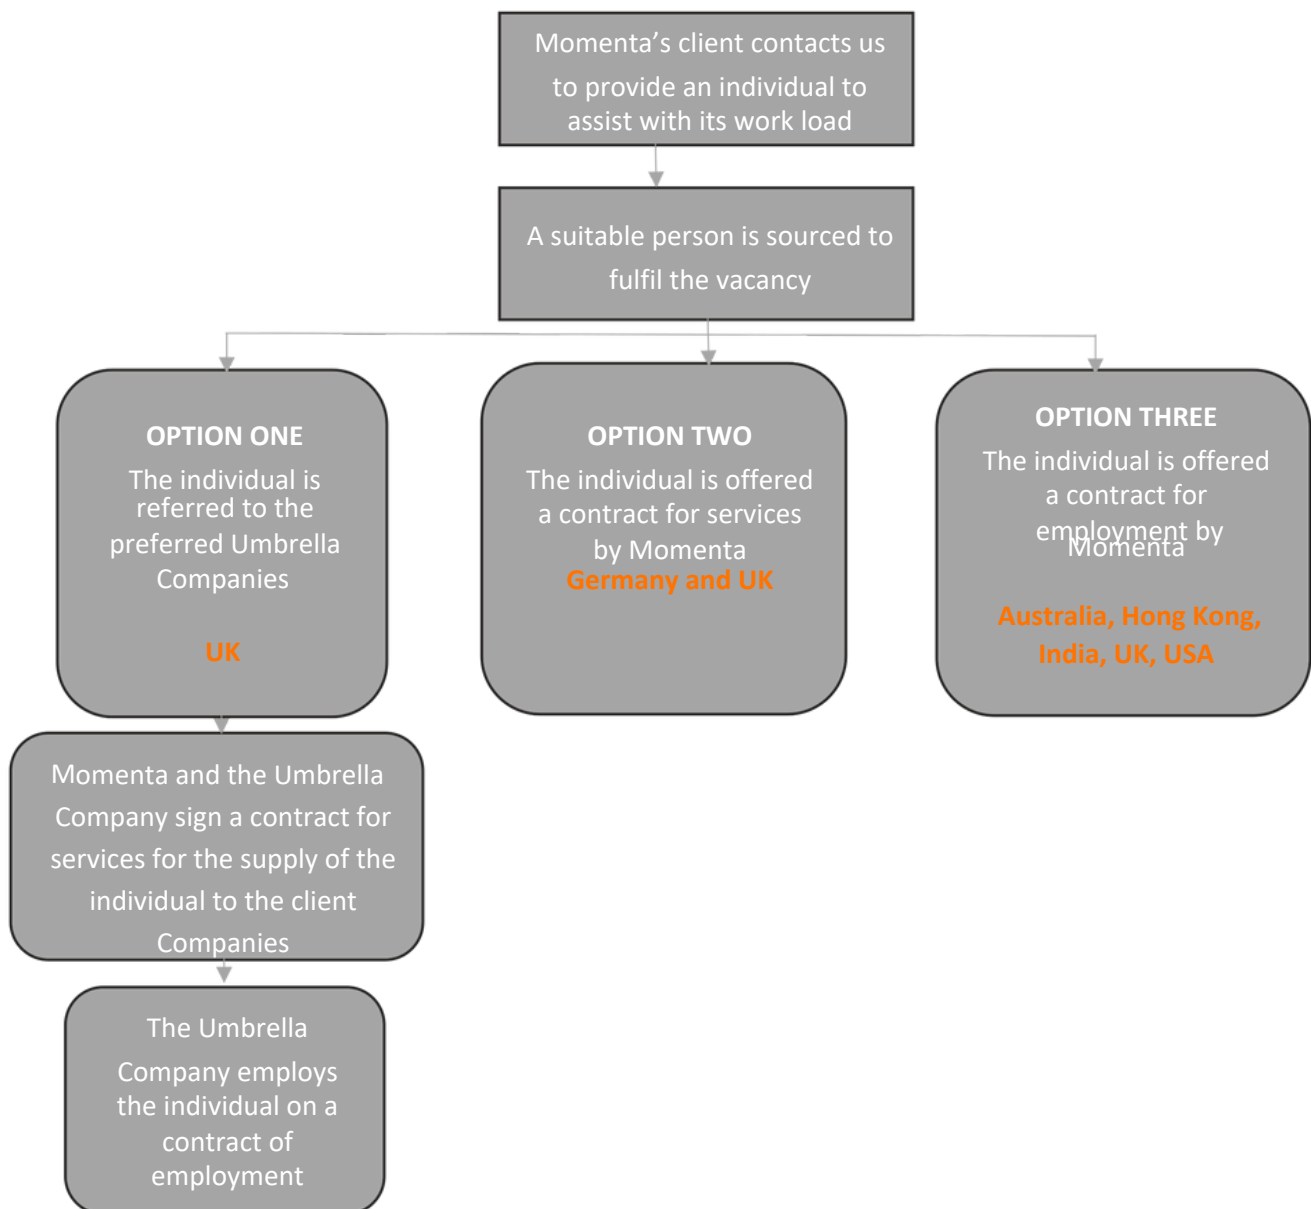 Momenta’s client contacts us
to provide an individual to
assist with its work load
A suitable person is sourced to
fulfil the vacancy
OPTION ONE
The individual is
referred to the
preferred Umbrella
Companies
UK
OPTION TWO
The individual is offered
a contract for services
by Momenta
Germany and UK
OPTION THREE
The individual is offered
a contract for
employment by
Momenta
Australia, Hong Kong,
India, UK, USA
Momenta and the Umbrella
Company sign a contract for
services for the supply of the
individual to the client
Companies
The Umbrella
Company employs
the individual on a
contract of
employment